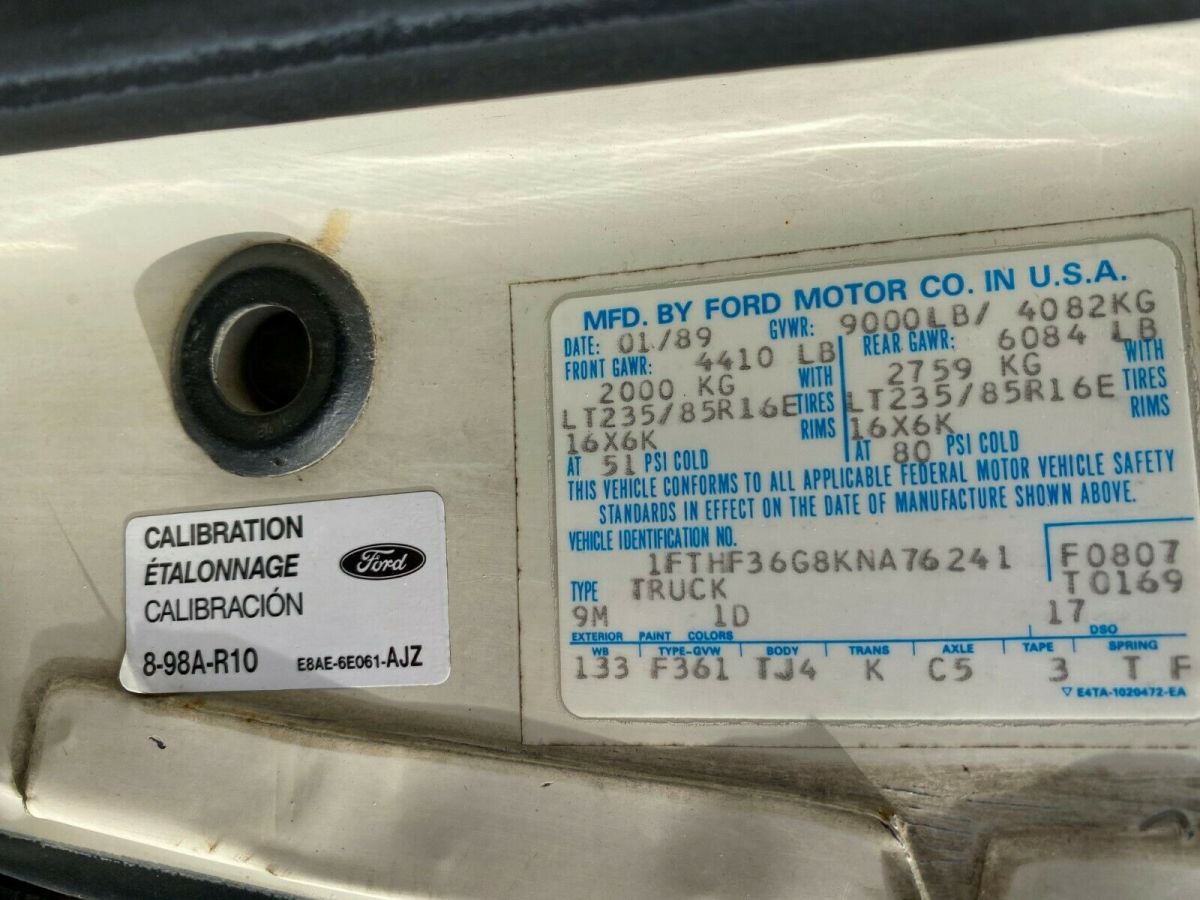 CALIBRATION
ÉTALONNAGE
CALIBRACIÓN
Ford
8-98A-R10 E8AE-6E061-AJZ
MFD. BY FORD MOTOR CO. IN U.S.A.
DATE: 01/89 GVWR: 9000LB/ 4082KG
FRONT GAWR: 4410 LB REAR GAWR: 6084 LB
2000 KG WITH 2759 KG WITH
LT235/85R16E TIRES LT235/85R16E TIRES
16X6K RIMS 16X6K RIMS
AT 51 PSI COLD AT 80 PSI COLD
THIS VEHICLE CONFORMS TO ALL APPLICABLE FEDERAL MOTOR VEHICLE SAFETY
STANDARDS IN EFFECT ON THE DATE OF MANUFACTURE SHOWN ABOVE.
VEHICLE IDENTIFICATION NO.
1FTHF36G8KNA76241 F0807
TYPE TRUCK T0169
9M 1D 17
EXTERIOR PAINT COLORS DSO
WB TYPE-GVW BODY TRANS AXLE TAPE SPRING
133 F361 TJ4 K C5 3 T F
▽ E4TA-1020472-EA